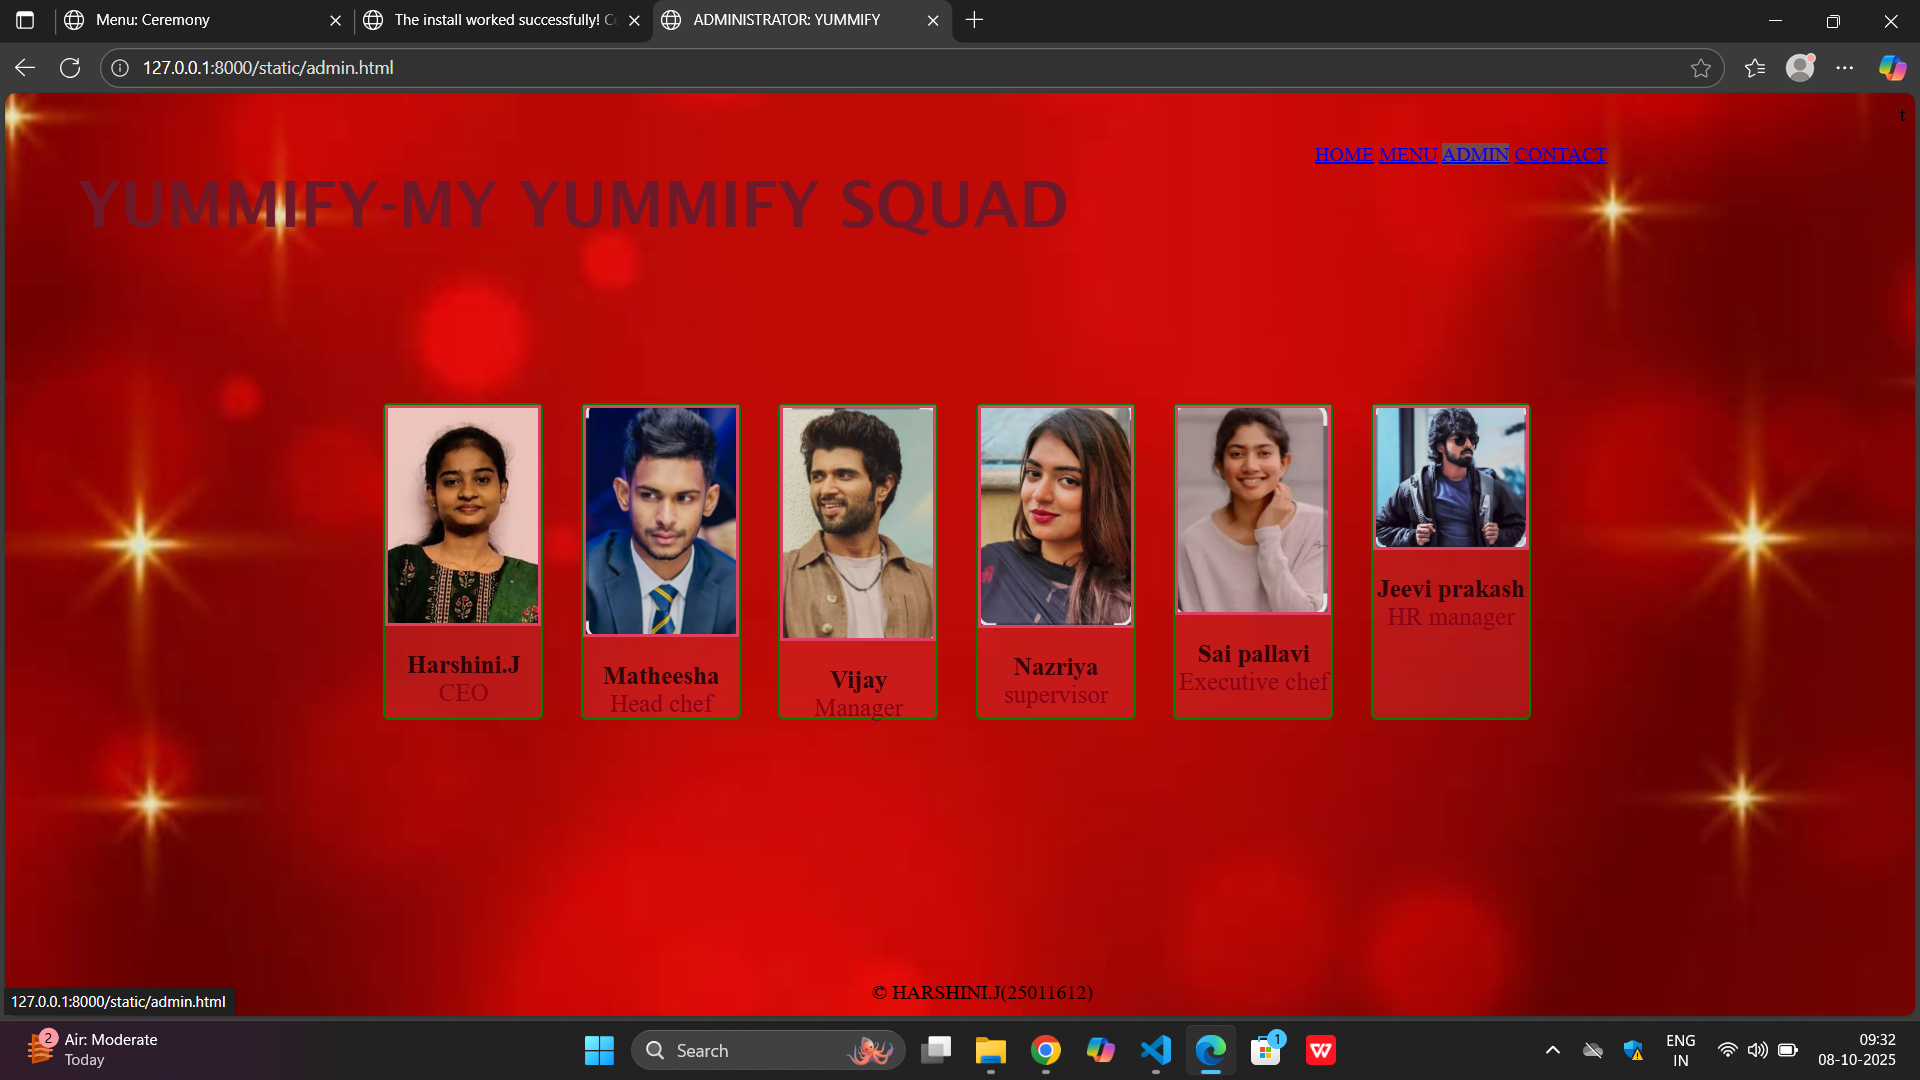 Menu: Ceremony
The install worked successfully! Co
ADMINISTRATOR: YUMMIFY
127.0.0.1:8000/static/admin.html
t
HOME MENU ADMIN CONTACT
YUMMIFY-MY YUMMIFY SQUAD
Harshini.J
CEO
Matheesha
Head chef
Vijay
Manager
Nazriya
supervisor
Sai pallavi
Executive chef
Jeevi prakash
HR manager
© HARSHINI.J(25011612)
127.0.0.1:8000/static/admin.html
2
Air: Moderate
Today
Search
1
W
ENG
IN
09:32
08-10-2025